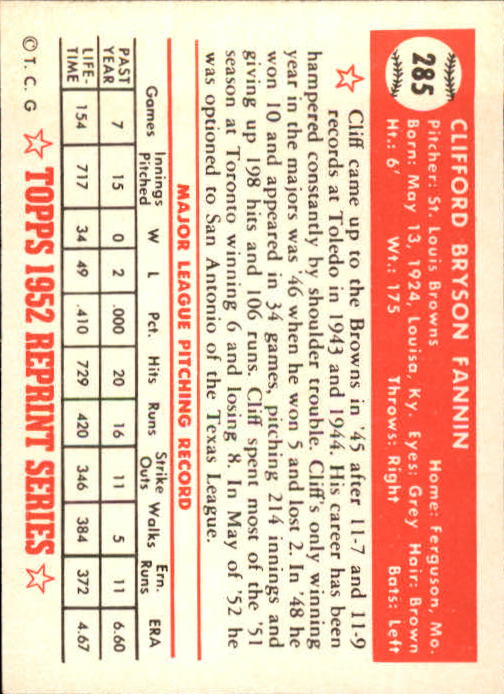 285
CLIFFORD BRYSON FANNIN
Pitcher: St. Louis Browns Home: Ferguson, Mo.
Born: May 13, 1924, Louisa, Ky. Eyes: Grey Hair: Brown
Ht.: 6' Wt.: 175 Throws: Right Bats: Left
Cliff came up to the Browns in '45 after 11-7 and 11-9
records at Toledo in 1943 and 1944. His career has been
hampered constantly by shoulder trouble. Cliff's only winning
year in the majors was '46 when he won 5 and lost 2. In '48 he
won 10 and appeared in 34 games, pitching 214 innings and
giving up 198 hits and 106 runs. Cliff spent most of the '51
season at Toronto winning 6 and losing 8. In May of '52 he
was optioned to San Antonio of the Texas League.
MAJOR LEAGUE PITCHING RECORD
Games Innings Pitched W L Pct. Hits Runs Strike Outs Walks Ern. Runs ERA
PAST YEAR 7 15 0 2 .000 20 16 11 5 11 6.60
LIFE-TIME 154 717 34 49 .410 729 420 346 384 372 4.67
© T. C. G TOPPS 1952 REPRINT SERIES